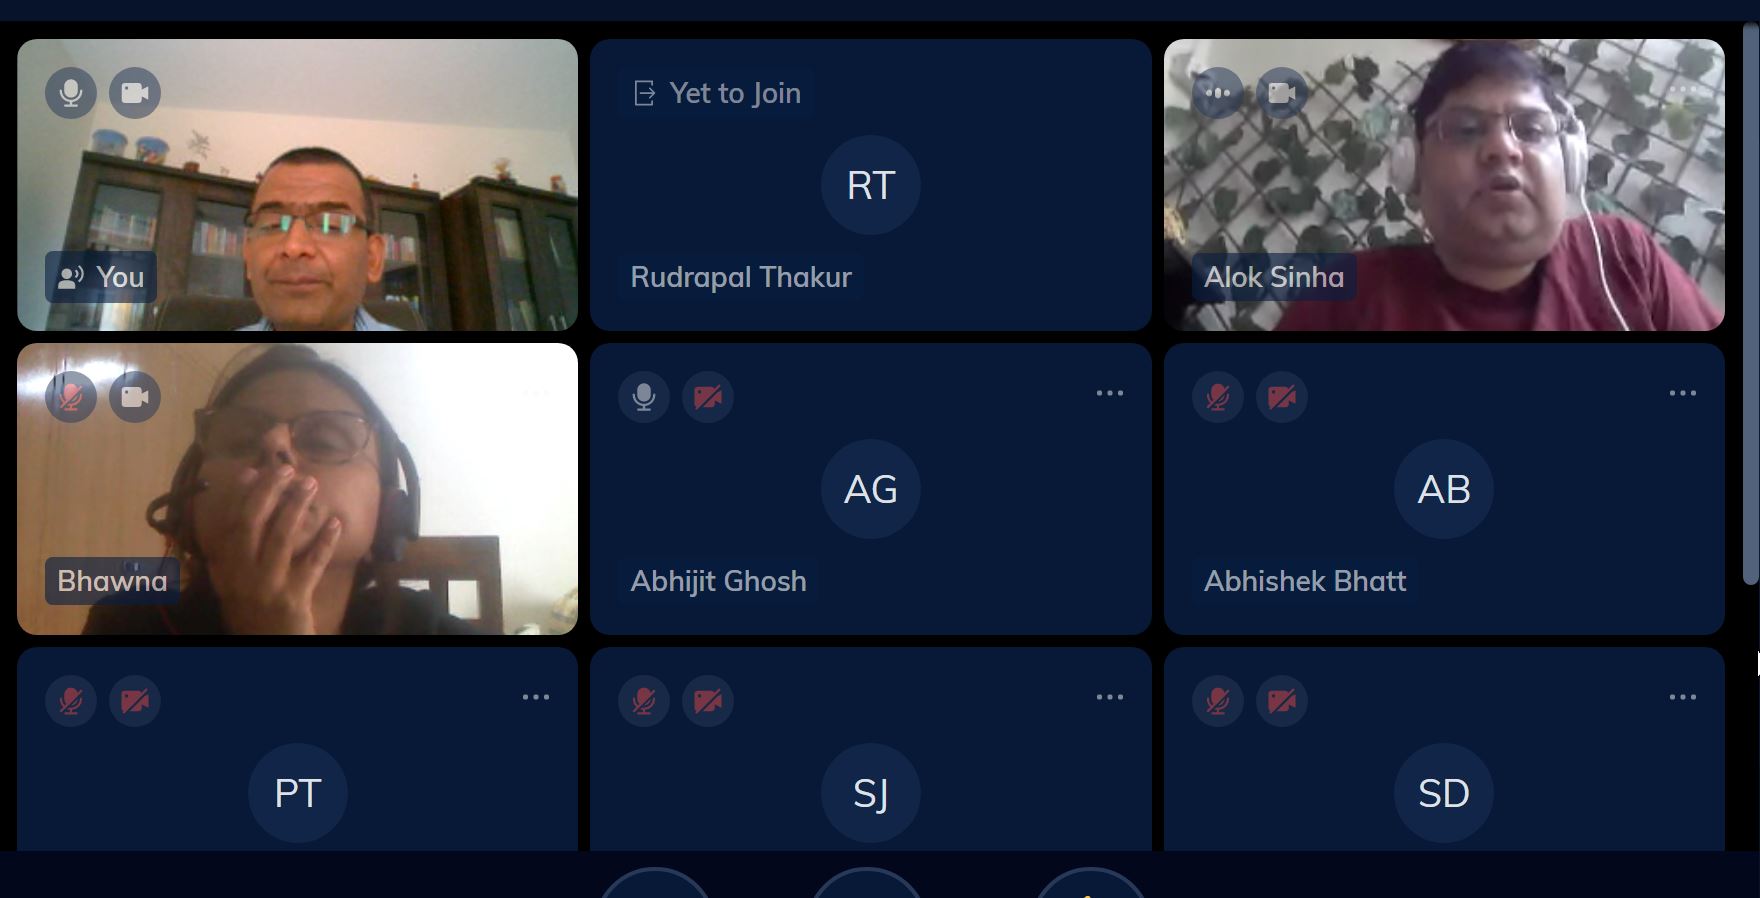 You
Yet to Join
RT
Rudrapal Thakur
Alok Sinha
Bhawna
AG
Abhijit Ghosh
AB
Abhishek Bhatt
PT
SJ
SD